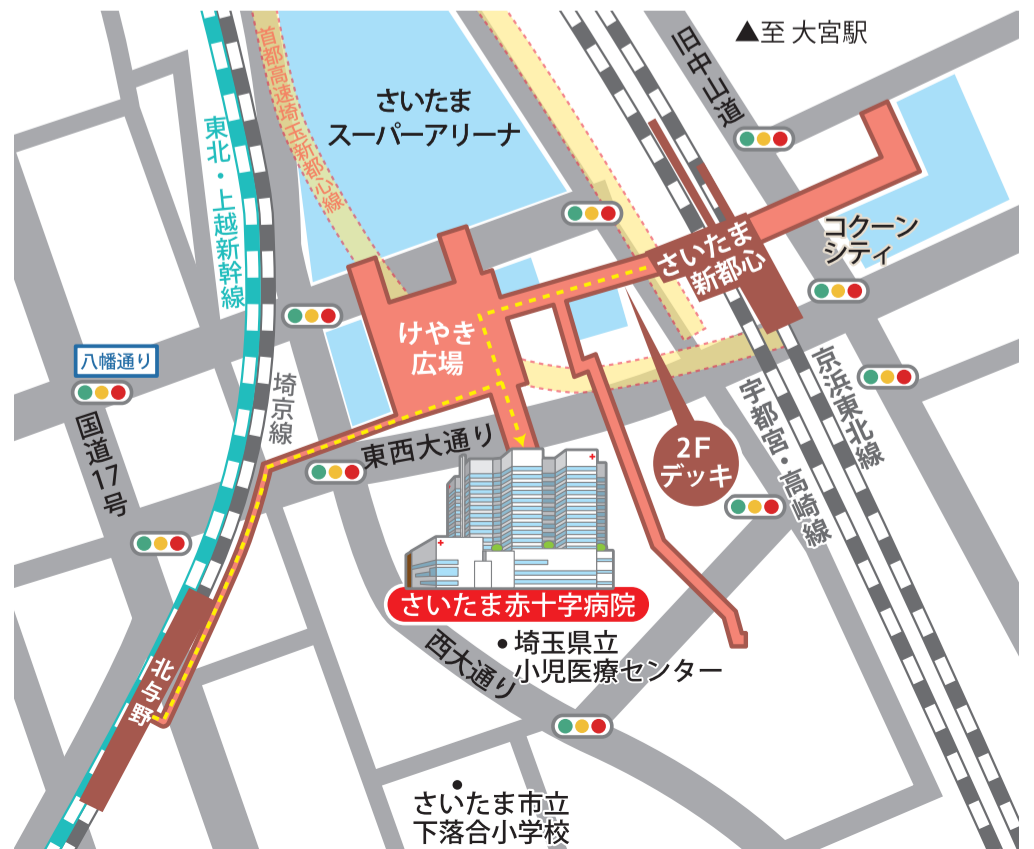 ▲至 大宮駅
旧中山道
首都高速埼玉新都心線
さいたま
スーパーアリーナ
東北・上越新幹線
コクーン
シティ
さいたま
新都心
けやき
広場
八幡通り
埼京線
国道17号
東西大通り
2F
デッキ
京浜東北線
宇都宮・高崎線
さいたま赤十字病院
•埼玉県立
小児医療センター
西大通り
北与野
•
さいたま市立
下落合小学校